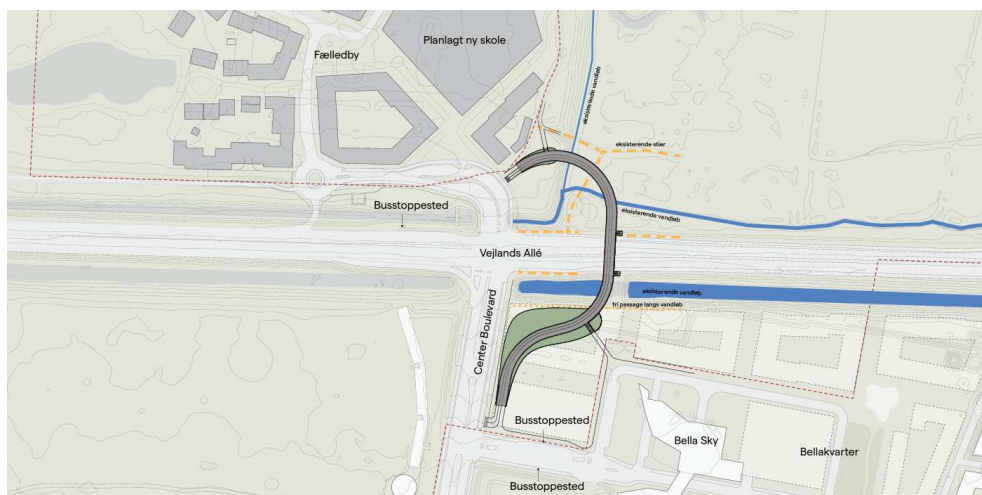 Fælledby
Planlagt ny skole
eksisterende vandløb
eksisterende stier
Busstoppested
eksisterende vandløb
Vejlands Allé
eksisterende vandløb
fri passage langs vandløb
Center Boulevard
Busstoppested
Bella Sky
Bellakvarter
Busstoppested